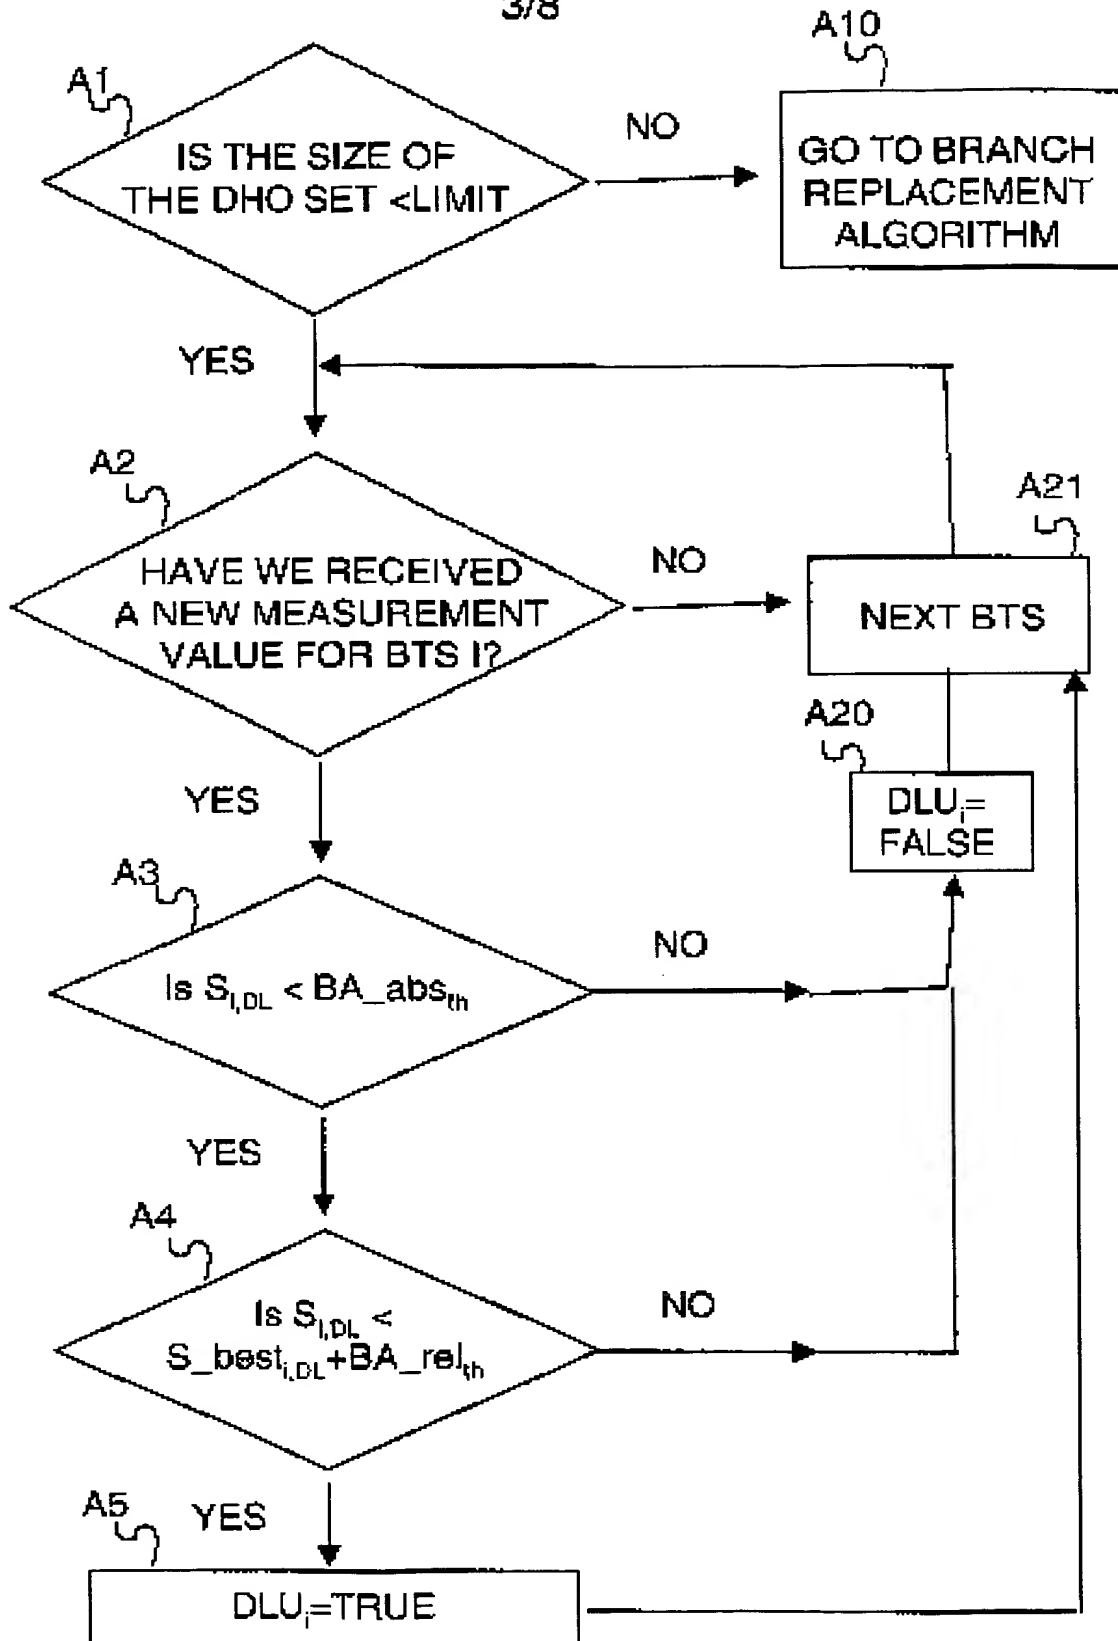 3/8
A10
A1
IS THE SIZE OF
THE DHO SET <LIMIT
NO
GO TO BRANCH
REPLACEMENT
ALGORITHM
YES
A2
HAVE WE RECEIVED
A NEW MEASUREMENT
VALUE FOR BTS I?
NO
A21
NEXT BTS
A20
DLUi=
FALSE
YES
A3
Is SI,DL < BA_absth
NO
YES
A4
Is SI,DL <
S_besti,DL+BA_relth
NO
A5
YES
DLUi=TRUE